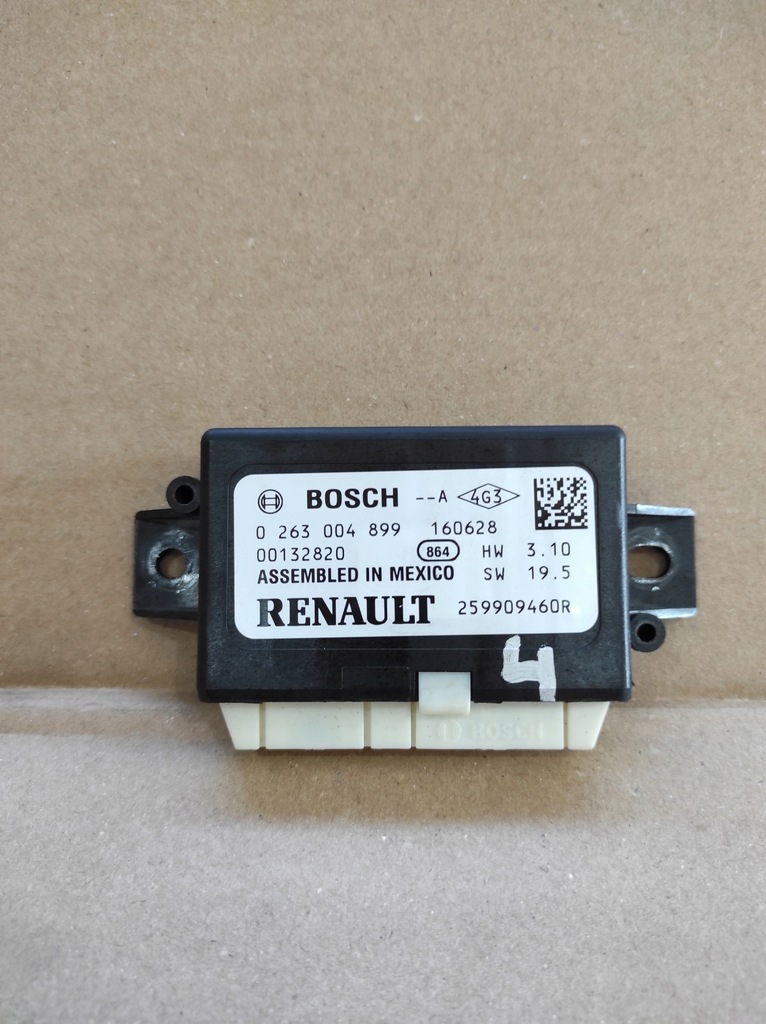 BOSCH --A 4G3
0 263 004 899 160628
00132820 864 HW 3.10
ASSEMBLED IN MEXICO SW 19.5
RENAULT 259909460R
4
BOSCH